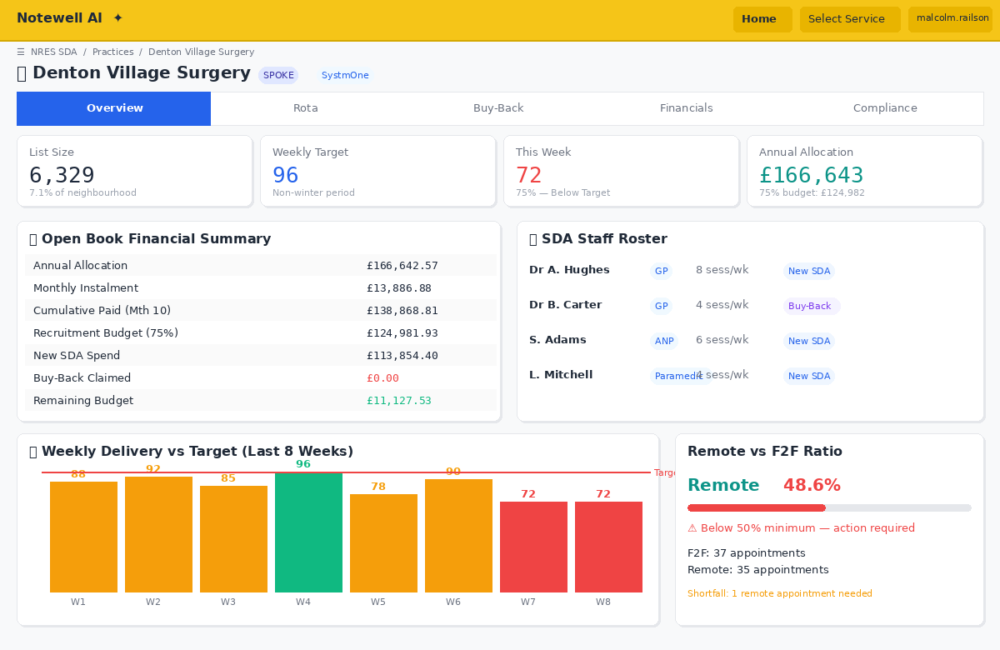 Notewell AI ✦
Home
Select Service
malcolm.railson
☰ NRES SDA / Practices / Denton Village Surgery
Denton Village Surgery SPOKE SystmOne
Overview Rota Buy-Back Financials Compliance
List Size
6,329
7.1% of neighbourhood
Weekly Target
96
Non-winter period
This Week
72
75% — Below Target
Annual Allocation
£166,643
75% budget: £124,982
Open Book Financial Summary
Annual Allocation £166,642.57
Monthly Instalment £13,886.88
Cumulative Paid (Mth 10) £138,868.81
Recruitment Budget (75%) £124,981.93
New SDA Spend £113,854.40
Buy-Back Claimed £0.00
Remaining Budget £11,127.53
SDA Staff Roster
Dr A. Hughes GP 8 sess/wk New SDA
Dr B. Carter GP 4 sess/wk Buy-Back
S. Adams ANP 6 sess/wk New SDA
L. Mitchell Paramedic 4 sess/wk New SDA
Weekly Delivery vs Target (Last 8 Weeks)
88 92 85 96 78 90 72 72
Targ
W1 W2 W3 W4 W5 W6 W7 W8
Remote vs F2F Ratio
Remote 48.6%
⚠ Below 50% minimum — action required
F2F: 37 appointments
Remote: 35 appointments
Shortfall: 1 remote appointment needed